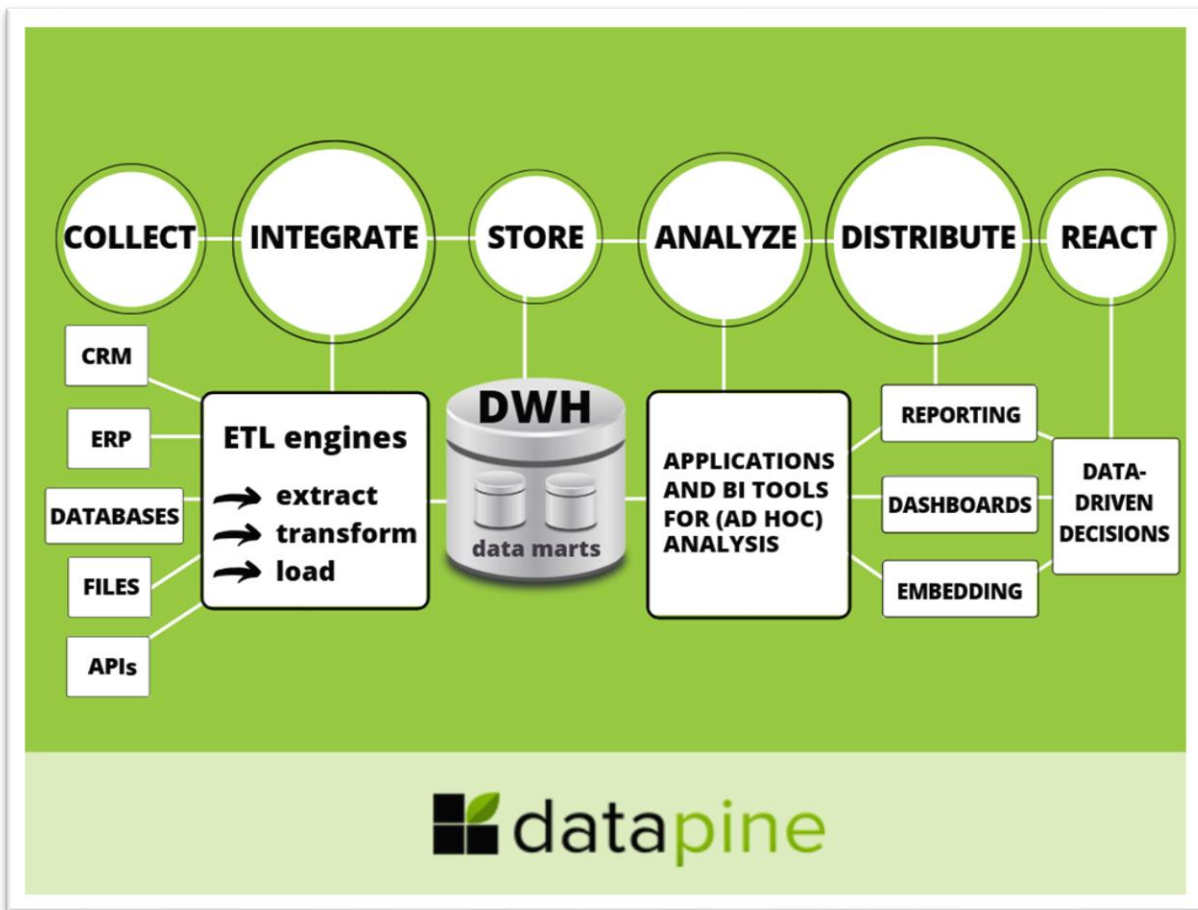 COLLECT
INTEGRATE
STORE
ANALYZE
DISTRIBUTE
REACT
CRM
ERP
DATABASES
FILES
APIs
ETL engines
extract
transform
load
DWH
data marts
APPLICATIONS
AND BI TOOLS
FOR (AD HOC)
ANALYSIS
REPORTING
DASHBOARDS
EMBEDDING
DATA-
DRIVEN
DECISIONS
datapine